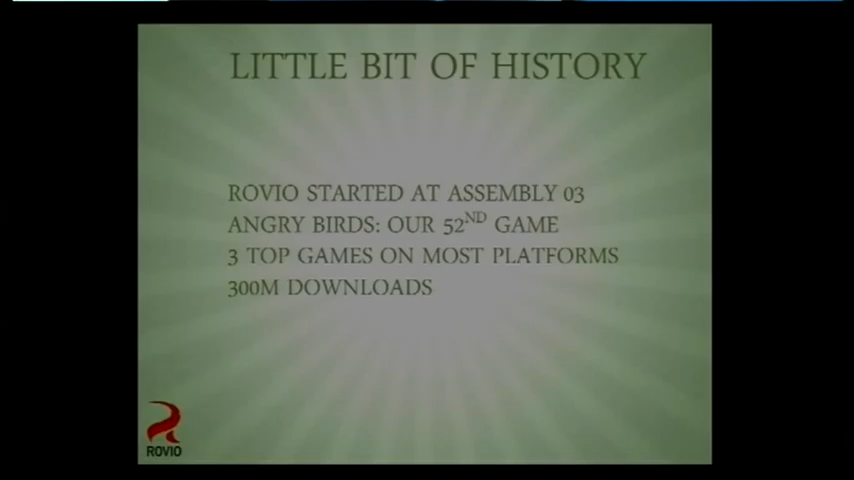 LITTLE BIT OF HISTORY
ROVIO STARTED AT ASSEMBLY 03
ANGRY BIRDS: OUR 52ND GAME
3 TOP GAMES ON MOST PLATFORMS
300M DOWNLOADS
ROVIO